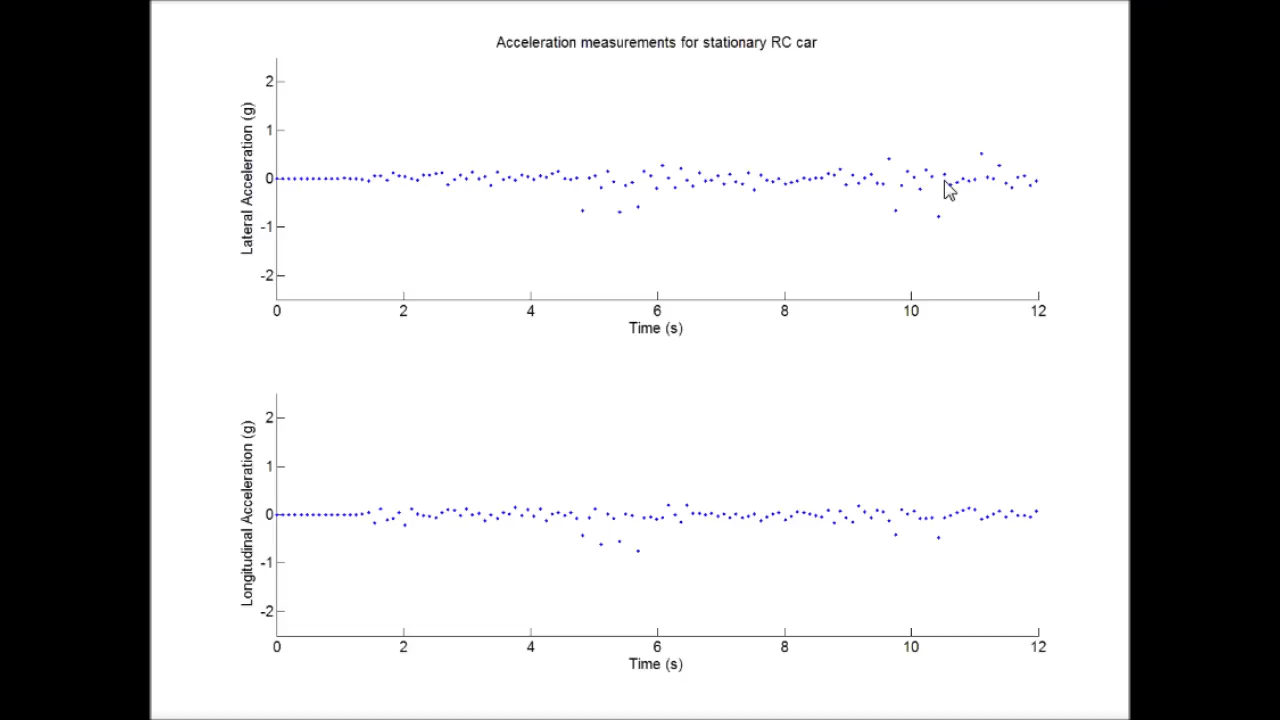 Acceleration measurements for stationary RC car
Lateral Acceleration (g)
2
1
0
-1
-2
0 2 4 6 8 10 12
Time (s)
Longitudinal Acceleration (g)
2
1
0
-1
-2
0 2 4 6 8 10 12
Time (s)